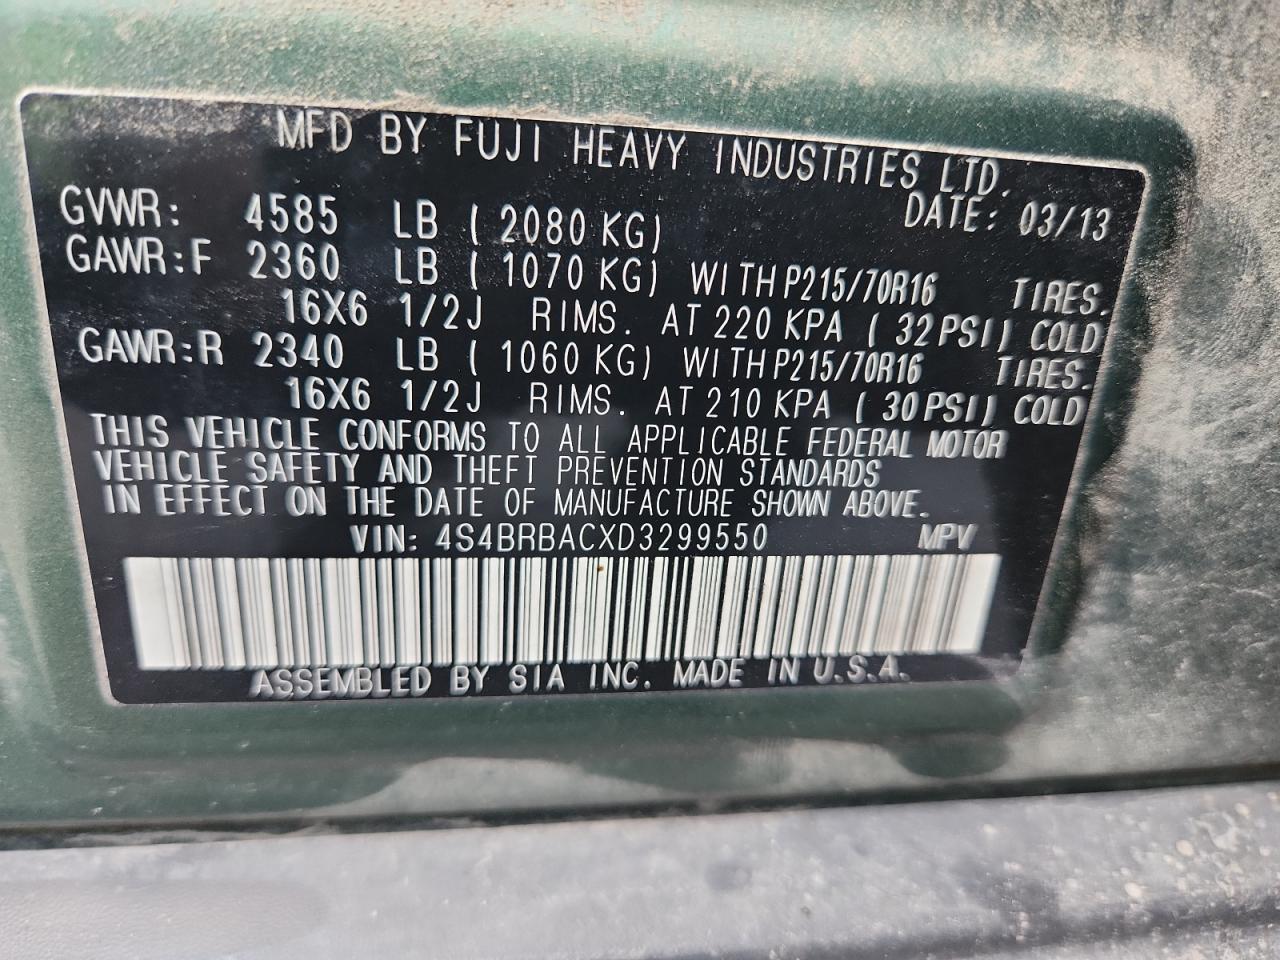 MFD BY FUJI HEAVY INDUSTRIES LTD.
DATE: 03/13
GVWR: 4585 LB ( 2080 KG)
GAWR:F 2360 LB ( 1070 KG) WITH P215/70R16 TIRES.
16X6 1/2J RIMS. AT 220 KPA ( 32 PSI) COLD
GAWR:R 2340 LB ( 1060 KG) WITH P215/70R16 TIRES.
16X6 1/2J RIMS. AT 210 KPA ( 30 PSI) COLD
THIS VEHICLE CONFORMS TO ALL APPLICABLE FEDERAL MOTOR
VEHICLE SAFETY AND THEFT PREVENTION STANDARDS
IN EFFECT ON THE DATE OF MANUFACTURE SHOWN ABOVE.
VIN: 4S4BRBACXD3299550 MPV
ASSEMBLED BY SIA INC. MADE IN U.S.A.